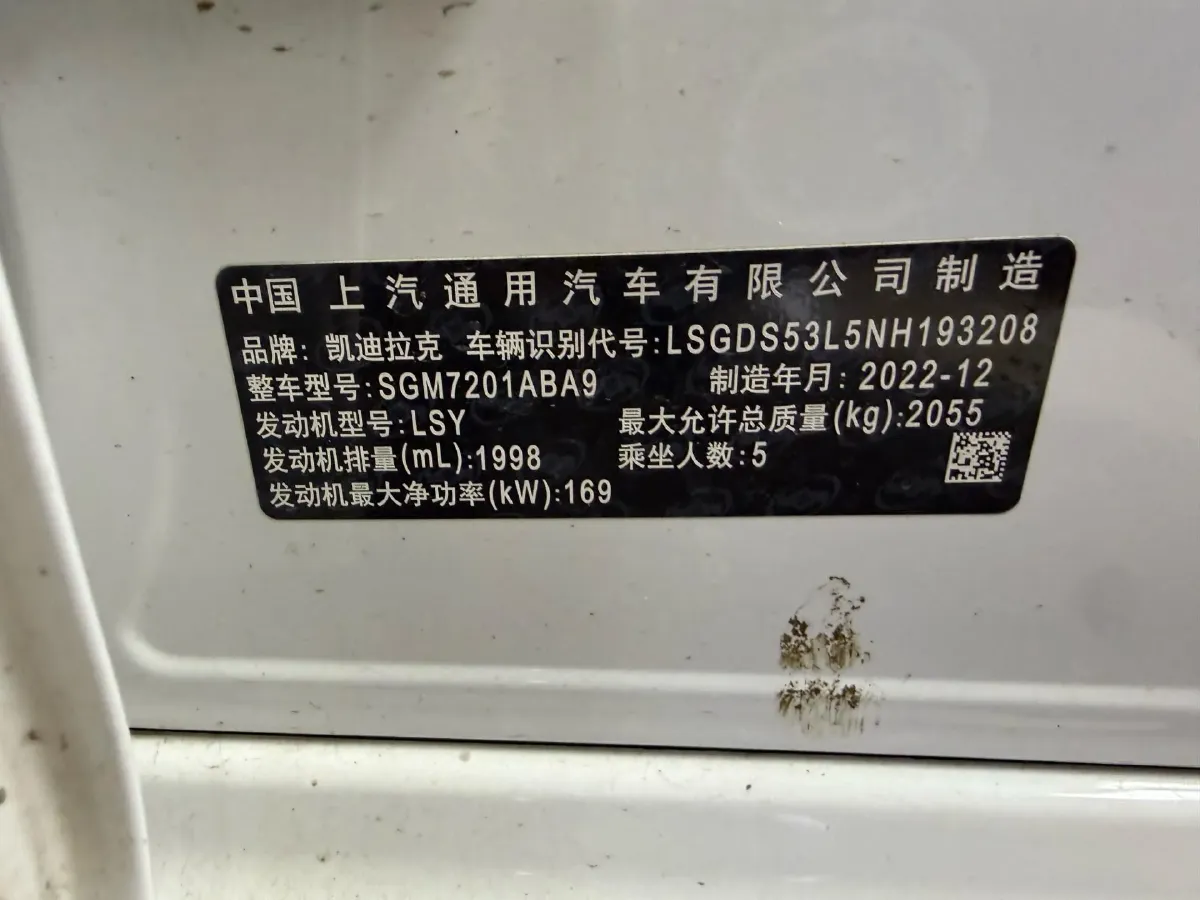 中国 上汽通用汽车有限公司制造
品牌: 凯迪拉克 车辆识别代号:LSGDS53L5NH193208
整车型号:SGM7201ABA9 制造年月: 2022-12
发动机型号:LSY 最大允许总质量(kg):2055
发动机排量(mL):1998 乘坐人数:5
发动机最大净功率(kW):169